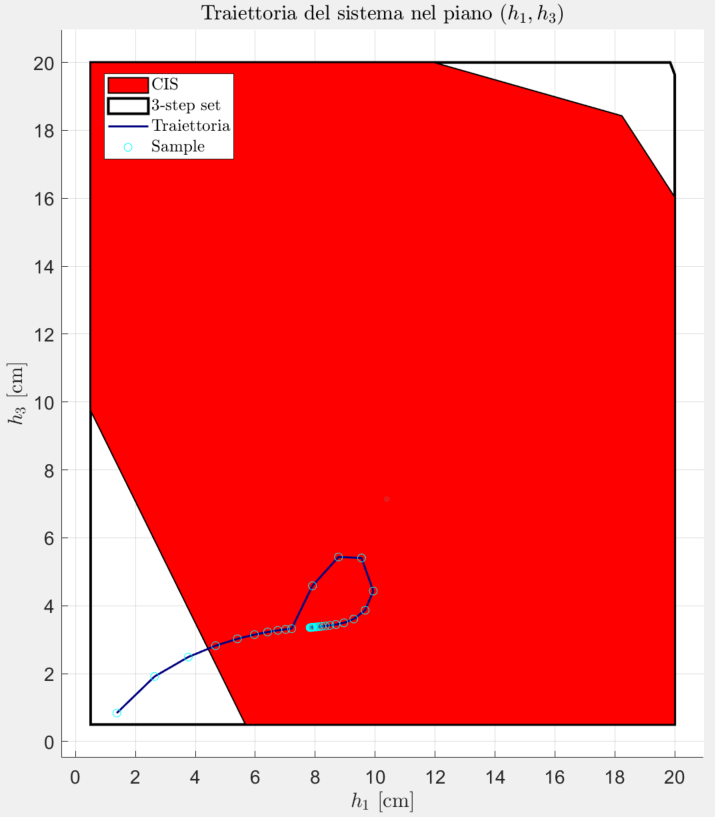 Traiettoria del sistema nel piano (h₁, h₃)
CIS
3-step set
Traiettoria
Sample
20
18
16
14
12
10
8
6
4
2
0
h₃ [cm]
0 2 4 6 8 10 12 14 16 18 20
h₁ [cm]